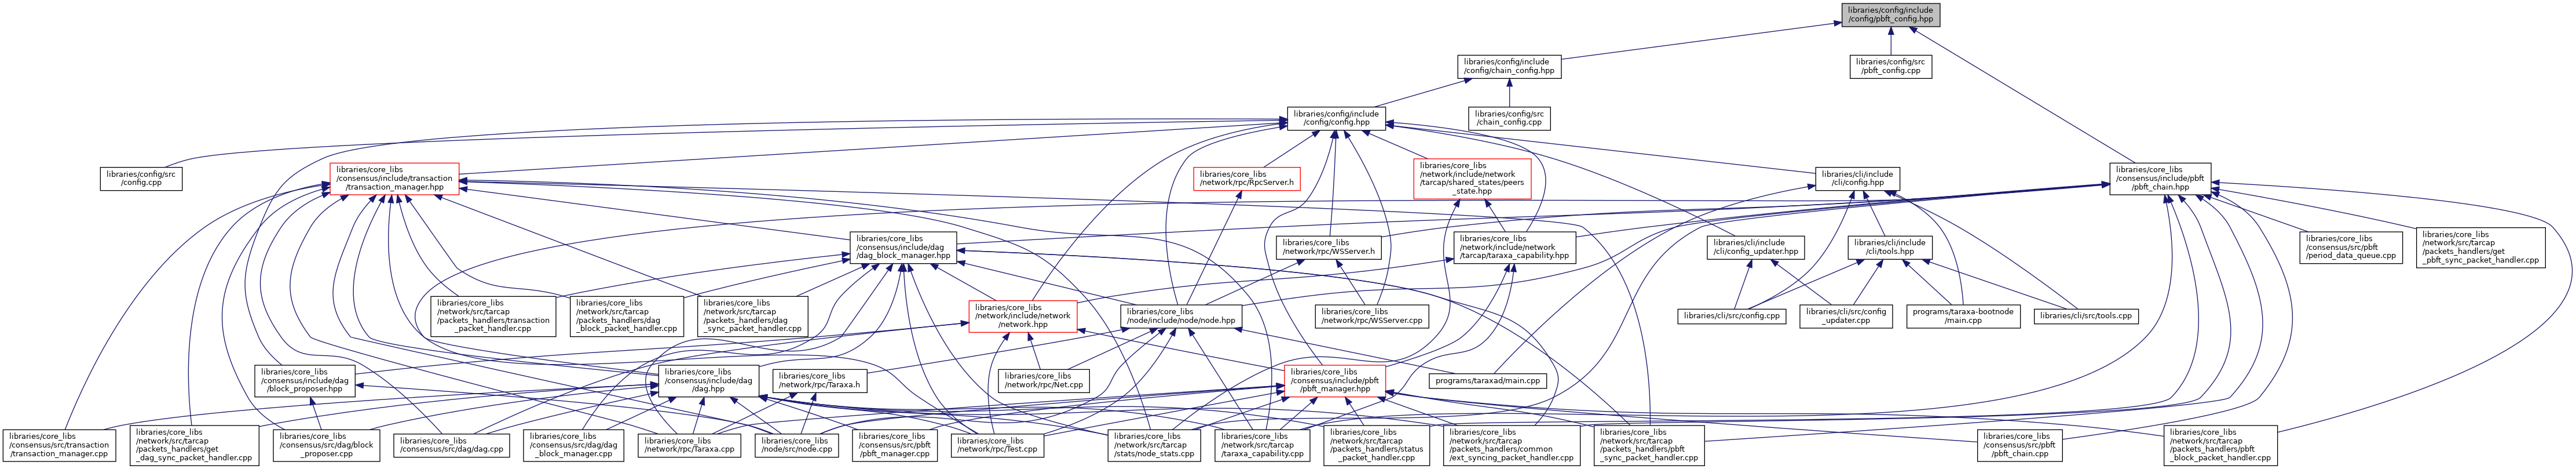 libraries/config/include
/config/pbft_config.hpp
libraries/config/include
/config/chain_config.hpp
libraries/config/src
/pbft_config.cpp
libraries/config/include
/config/config.hpp
libraries/config/src
/chain_config.cpp
libraries/config/src
/config.cpp
libraries/core_libs
/consensus/include/transaction
/transaction_manager.hpp
libraries/core_libs
/network/rpc/RpcServer.h
libraries/core_libs
/network/include/network
/tarcap/shared_states/peers
_state.hpp
libraries/cli/include
/cli/config.hpp
libraries/core_libs
/consensus/include/pbft
/pbft_chain.hpp
libraries/core_libs
/consensus/include/dag
/dag_block_manager.hpp
libraries/core_libs
/network/rpc/WSServer.h
libraries/core_libs
/network/include/network
/tarcap/taraxa_capability.hpp
libraries/cli/include
/cli/config_updater.hpp
libraries/cli/include
/cli/tools.hpp
libraries/core_libs
/consensus/src/pbft
/period_data_queue.cpp
libraries/core_libs
/network/src/tarcap
/packets_handlers/get
_pbft_sync_packet_handler.cpp
libraries/core_libs
/network/src/tarcap
/packets_handlers/transaction
_packet_handler.cpp
libraries/core_libs
/network/src/tarcap
/packets_handlers/dag
_block_packet_handler.cpp
libraries/core_libs
/network/src/tarcap
/packets_handlers/dag
_sync_packet_handler.cpp
libraries/core_libs
/network/include/network
/network.hpp
libraries/core_libs
/node/include/node/node.hpp
libraries/core_libs
/network/rpc/WSServer.cpp
libraries/cli/src/config.cpp
libraries/cli/src/config
_updater.cpp
programs/taraxa-bootnode
/main.cpp
libraries/cli/src/tools.cpp
libraries/core_libs
/consensus/include/dag
/block_proposer.hpp
libraries/core_libs
/consensus/include/dag
/dag.hpp
libraries/core_libs
/network/rpc/Taraxa.h
libraries/core_libs
/network/rpc/Net.cpp
libraries/core_libs
/consensus/include/pbft
/pbft_manager.hpp
programs/taraxad/main.cpp
libraries/core_libs
/consensus/src/transaction
/transaction_manager.cpp
libraries/core_libs
/network/src/tarcap
/packets_handlers/get
_dag_sync_packet_handler.cpp
libraries/core_libs
/consensus/src/dag/block
_proposer.cpp
libraries/core_libs
/consensus/src/dag/dag.cpp
libraries/core_libs
/consensus/src/dag/dag
_block_manager.cpp
libraries/core_libs
/network/rpc/Taraxa.cpp
libraries/core_libs
/node/src/node.cpp
libraries/core_libs
/consensus/src/pbft
/pbft_manager.cpp
libraries/core_libs
/network/rpc/Test.cpp
libraries/core_libs
/network/src/tarcap
/stats/node_stats.cpp
libraries/core_libs
/network/src/tarcap
/taraxa_capability.cpp
libraries/core_libs
/network/src/tarcap
/packets_handlers/status
_packet_handler.cpp
libraries/core_libs
/network/src/tarcap
/packets_handlers/common
/ext_syncing_packet_handler.cpp
libraries/core_libs
/network/src/tarcap
/packets_handlers/pbft
_sync_packet_handler.cpp
libraries/core_libs
/consensus/src/pbft
/pbft_chain.cpp
libraries/core_libs
/network/src/tarcap
/packets_handlers/pbft
_block_packet_handler.cpp